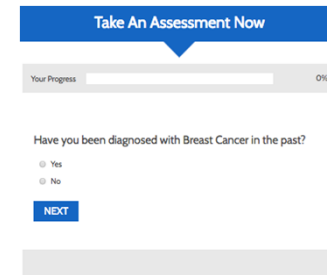 Take An Assessment Now
Your Progress 0%
Have you been diagnosed with Breast Cancer in the past?
Yes
No
NEXT